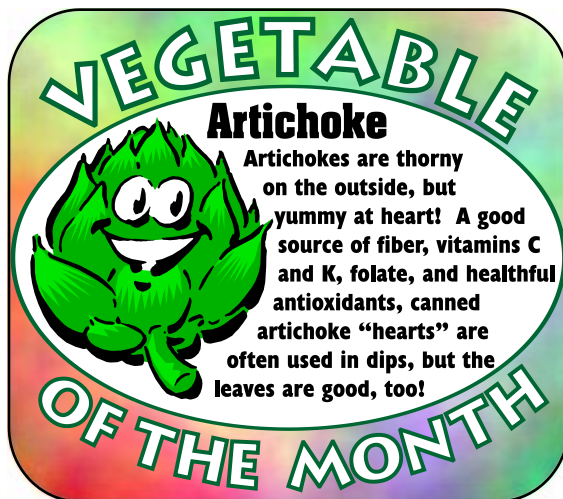 VEGETABLE
Artichoke
Artichokes are thorny
on the outside, but
yummy at heart! A good
source of fiber, vitamins C
and K, folate, and healthful
antioxidants, canned
artichoke “hearts” are
often used in dips, but the
leaves are good, too!
OF THE MONTH